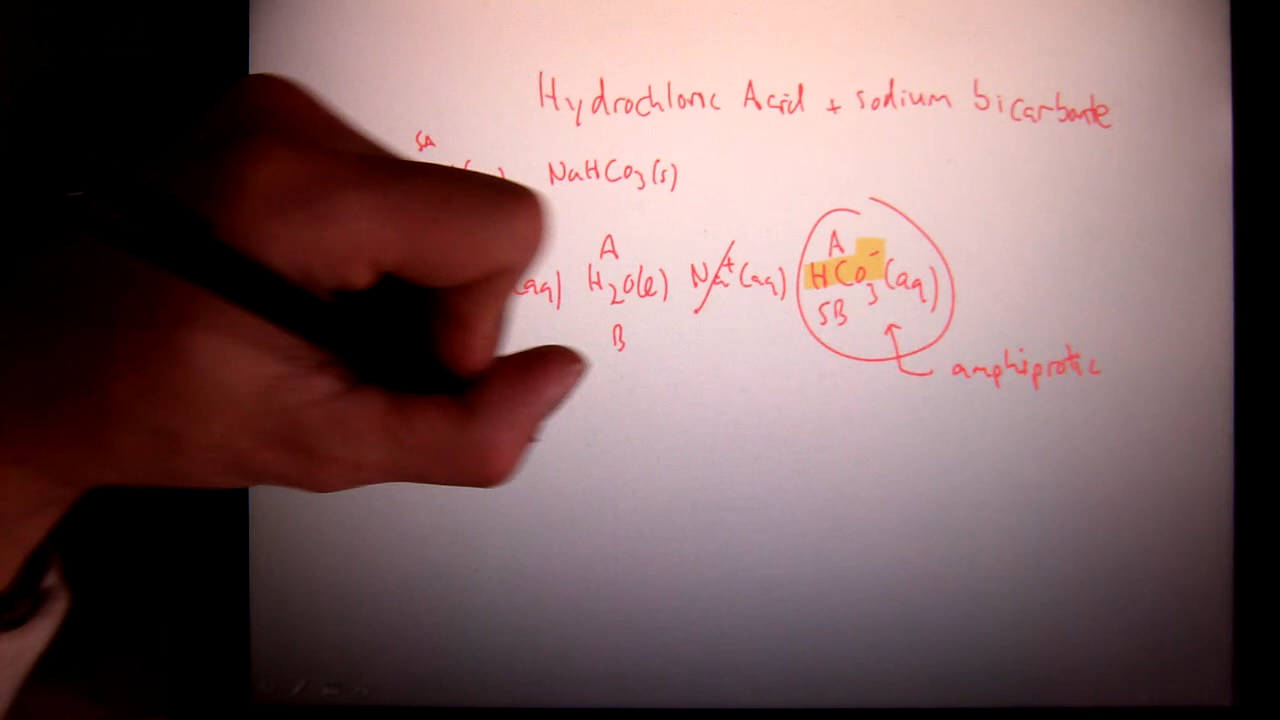 Hydrochloric Acid + sodium bicarbonate
SA
NaHCO3(s)
A A
(aq) H2O(l) Na+(aq) HCO3-(aq)
B SB
amphiprotic